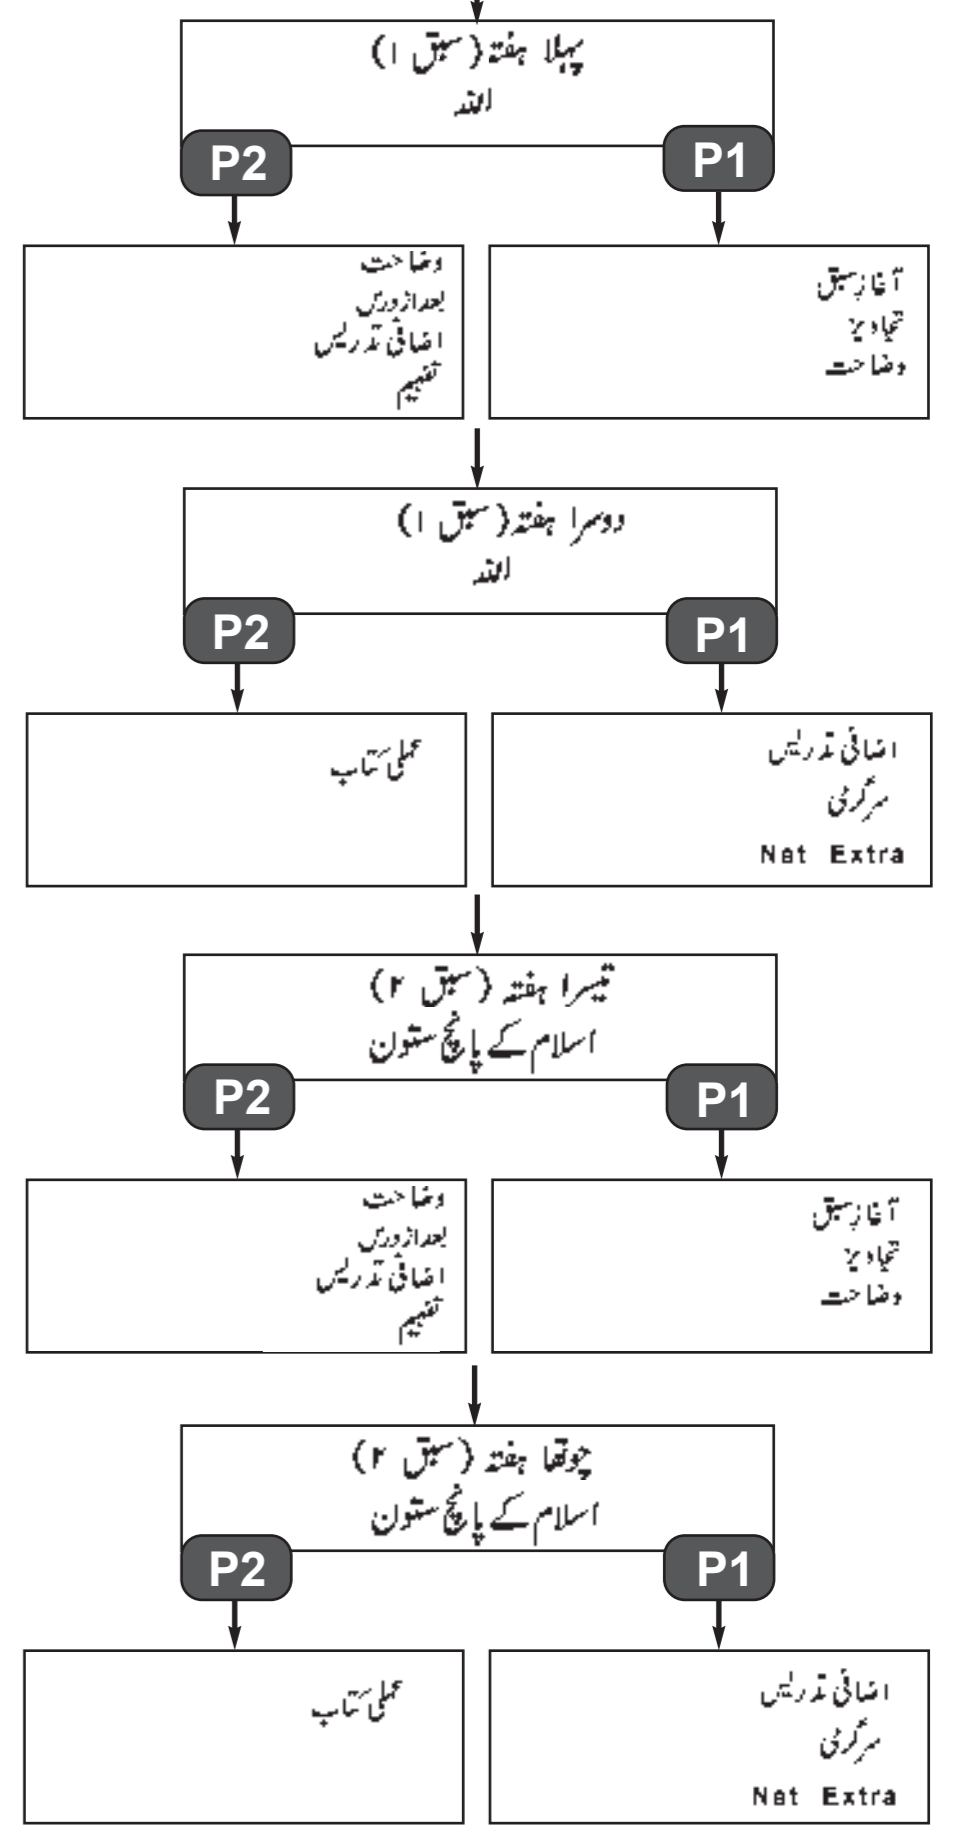 پہلا ہفتہ (سبق ۱)
اللہ
P1
آغازِ سبق
تجاویز
وضاحت
P2
وضاحت
بعد از درس
اضافی تدریس
تفہیم
دوسرا ہفتہ (سبق ۱)
اللہ
P1
اضافی تدریس
سرگرمی
Net Extra
P2
عملی کتاب
تیسرا ہفتہ (سبق ۲)
اسلام کے پانچ ستون
P1
آغازِ سبق
تجاویز
وضاحت
P2
وضاحت
بعد از درس
اضافی تدریس
تفہیم
چوتھا ہفتہ (سبق ۲)
اسلام کے پانچ ستون
P1
اضافی تدریس
سرگرمی
Net Extra
P2
عملی کتاب